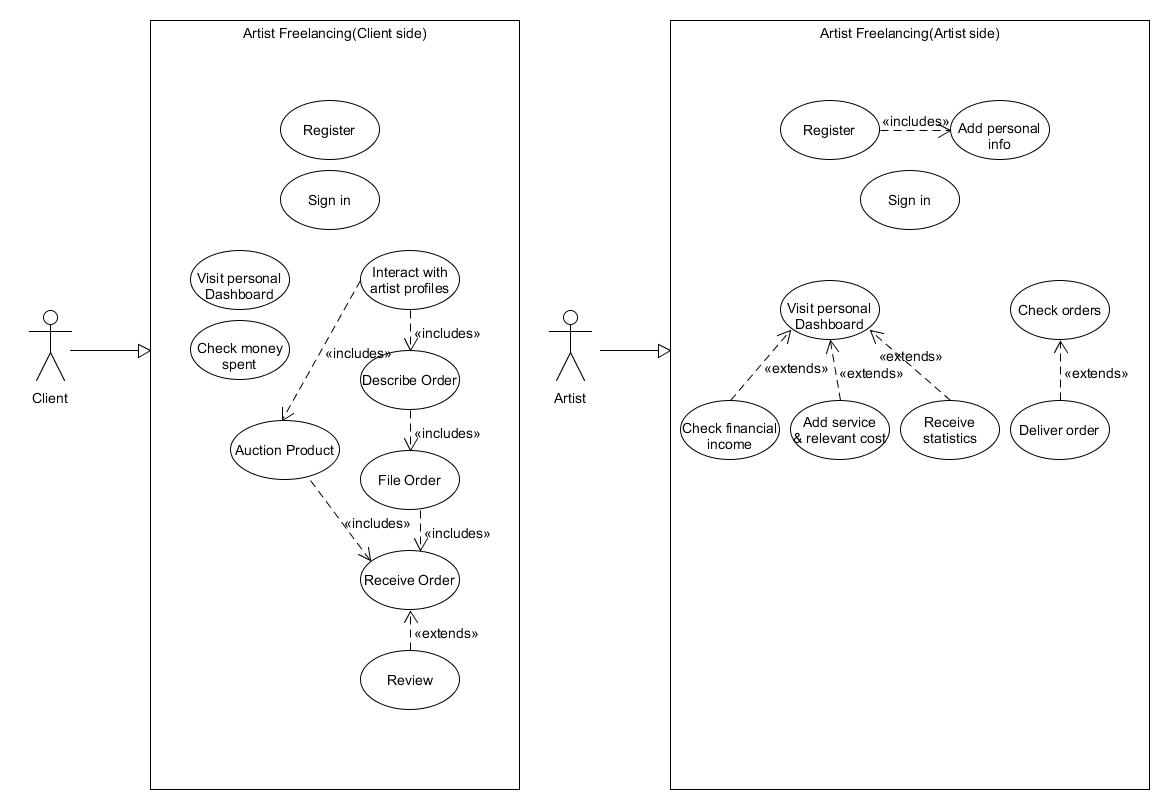 Artist Freelancing(Client side)
Register
Sign in
Visit personal
Dashboard
Interact with
artist profiles
«includes»
Check money
spent
«includes»
Describe Order
«includes»
Auction Product
File Order
«includes»
«includes»
Receive Order
«extends»
Review
Client
Artist Freelancing(Artist side)
Register
«includes»
Add personal
info
Sign in
Visit personal
Dashboard
Check orders
«extends»
«extends»
«extends»
«extends»
Check financial
income
Add service
& relevant cost
Receive
statistics
Deliver order
Artist